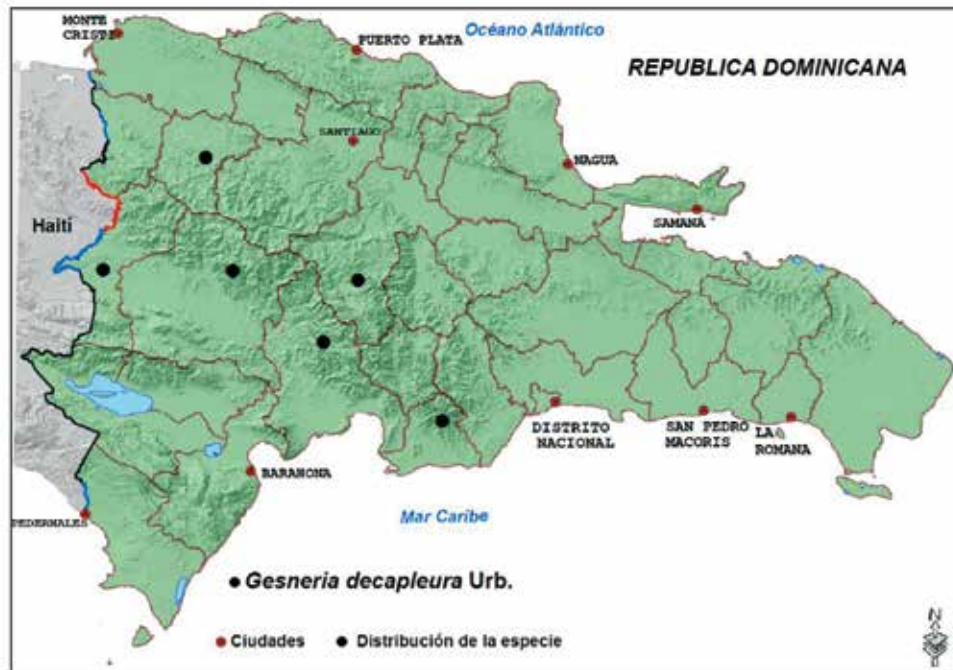 MONTE
CRISTI
PUERTO PLATA
Océano Atlántico
REPUBLICA DOMINICANA
SANTIAGO
NAGUA
SAMANA
Haiti
DISTRITO
NACIONAL
SAN PEDRO
MACORIS
LA
ROMANA
BARAHONA
PEDERNALES
Mar Caribe
Gesneria decapleura Urb.
Ciudades
Distribución de la especie
N